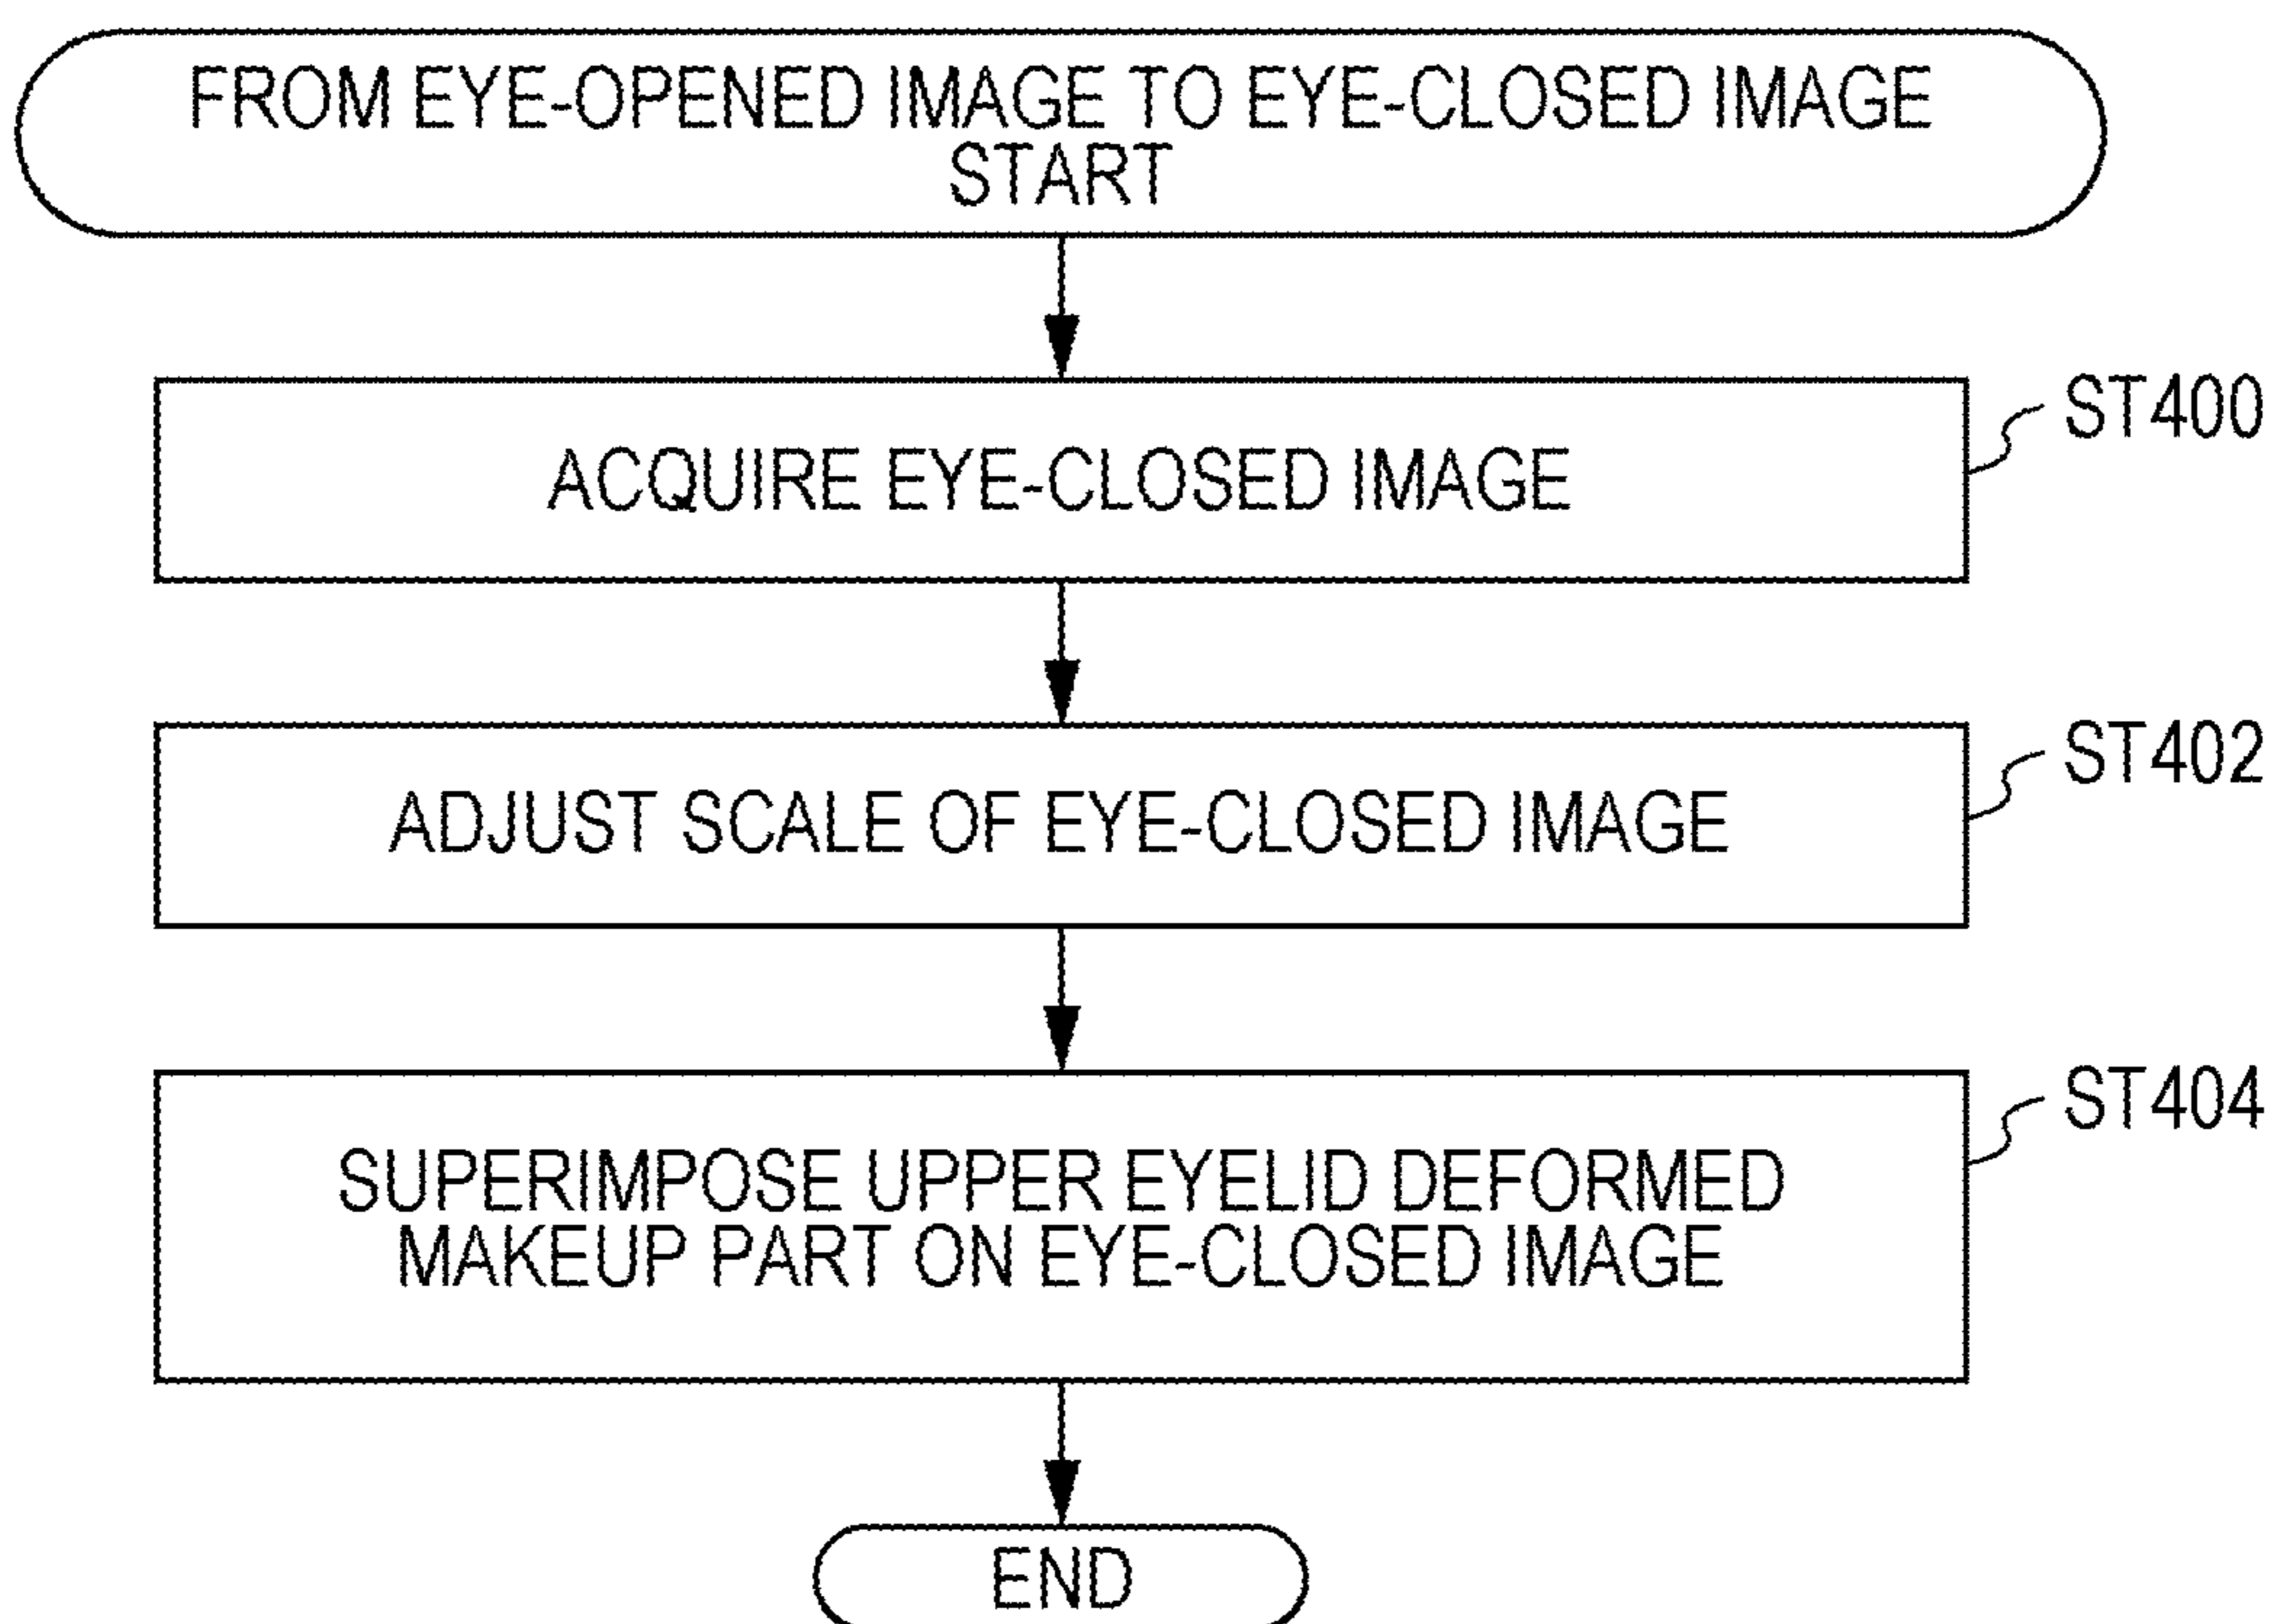 FROM EYE-OPENED IMAGE TO EYE-CLOSED IMAGE
START
ACQUIRE EYE-CLOSED IMAGE
ST400
ADJUST SCALE OF EYE-CLOSED IMAGE
ST402
SUPERIMPOSE UPPER EYELID DEFORMED
MAKEUP PART ON EYE-CLOSED IMAGE
ST404
END